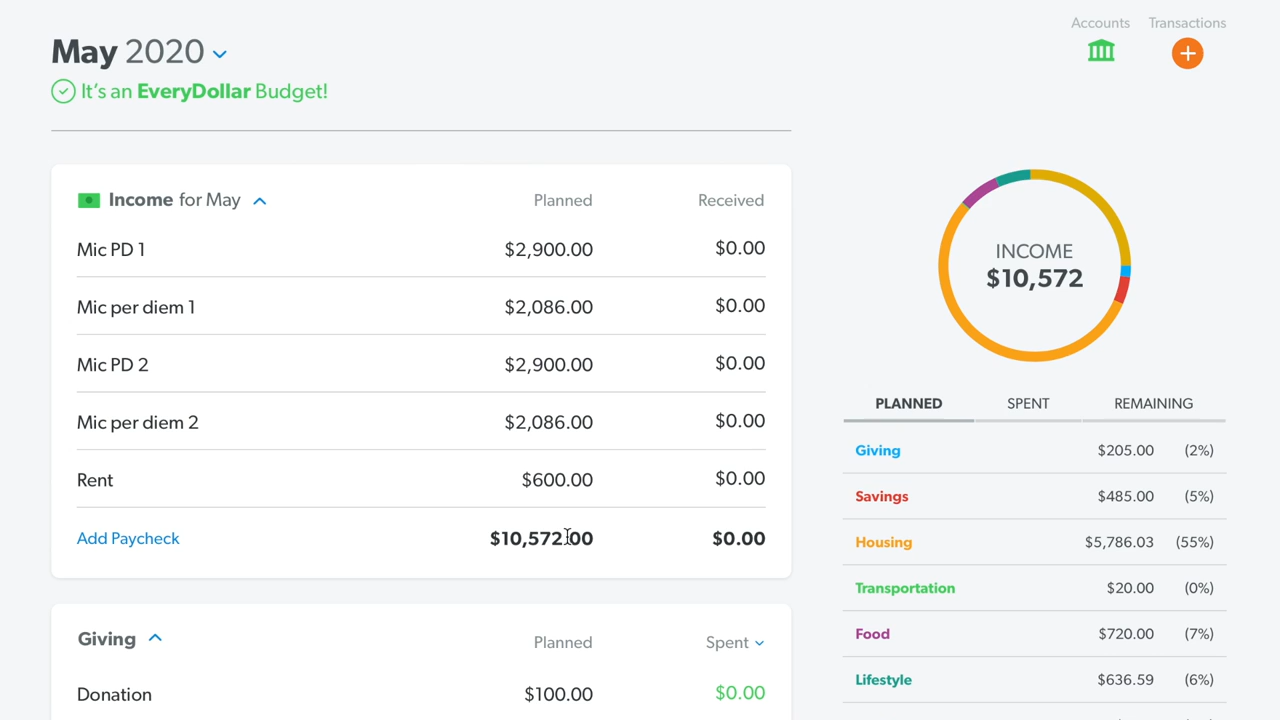 Accounts Transactions
May 2020
It's an EveryDollar Budget!
Income for May Planned Received
Mic PD 1 $2,900.00 $0.00
Mic per diem 1 $2,086.00 $0.00
Mic PD 2 $2,900.00 $0.00
Mic per diem 2 $2,086.00 $0.00
Rent $600.00 $0.00
Add Paycheck $10,572.00 $0.00
Giving Planned Spent
Donation $100.00 $0.00
INCOME
$10,572
PLANNED SPENT REMAINING
Giving $205.00 (2%)
Savings $485.00 (5%)
Housing $5,786.03 (55%)
Transportation $20.00 (0%)
Food $720.00 (7%)
Lifestyle $636.59 (6%)